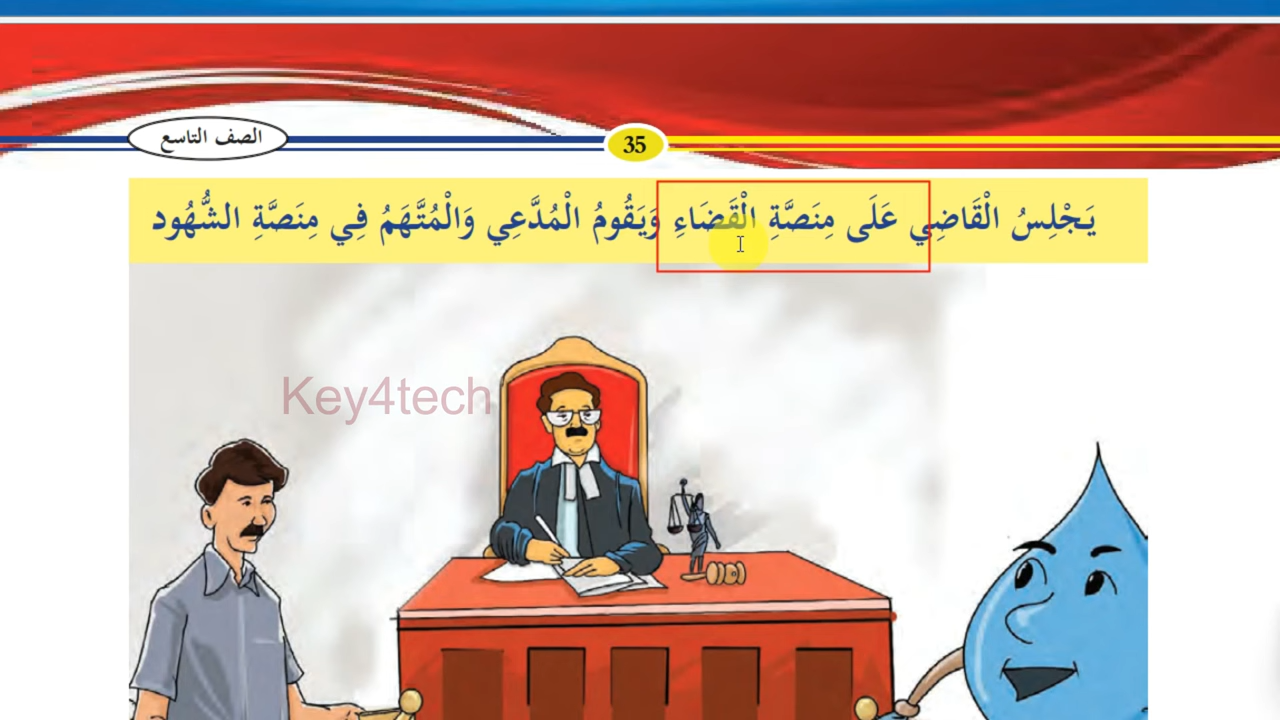 الصف التاسع
35
يَجْلِسُ الْقَاضِي عَلَى مِنَصَّةِ الْقَضَاءِ وَيَقُومُ الْمُدَّعِي وَالْمُتَّهَمُ فِي مِنَصَّةِ الشُّهُود
Key4tech